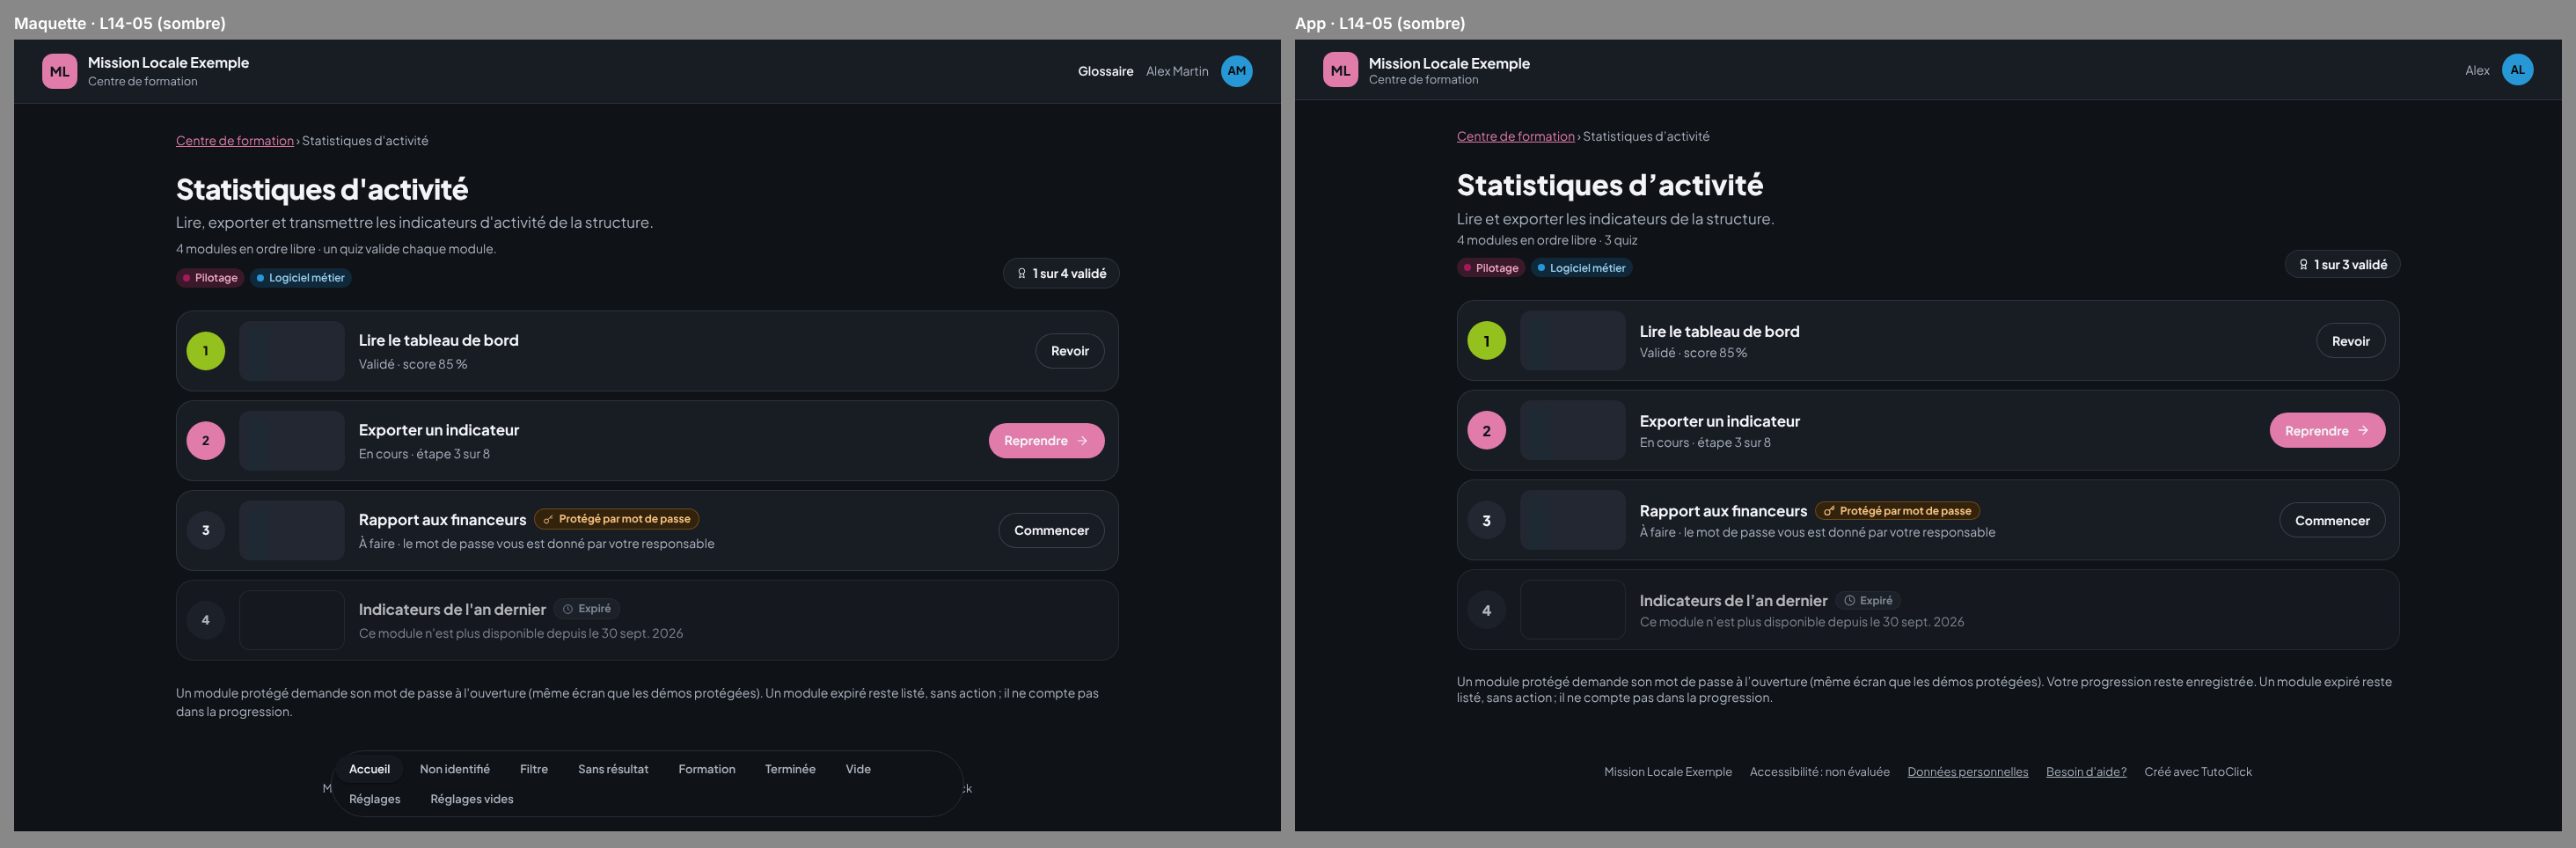 Maquette · L14-05 (sombre)
ML
Mission Locale Exemple
Centre de formation
Glossaire
Alex Martin
AM
Centre de formation › Statistiques d'activité
Statistiques d'activité
Lire, exporter et transmettre les indicateurs d'activité de la structure.
4 modules en ordre libre · un quiz valide chaque module.
Pilotage
Logiciel métier
1 sur 4 validé
1
Lire le tableau de bord
Validé · score 85 %
Revoir
2
Exporter un indicateur
En cours · étape 3 sur 8
Reprendre →
3
Rapport aux financeurs
Protégé par mot de passe
À faire · le mot de passe vous est donné par votre responsable
Commencer
4
Indicateurs de l'an dernier
Expiré
Ce module n'est plus disponible depuis le 30 sept. 2026
Un module protégé demande son mot de passe à l'ouverture (même écran que les démos protégées). Un module expiré reste listé, sans action ; il ne compte pas
dans la progression.
Accueil
Non identifié
Filtre
Sans résultat
Formation
Terminée
Vide
M
ck
Réglages
Réglages vides
App · L14-05 (sombre)
ML
Mission Locale Exemple
Centre de formation
Alex
AL
Centre de formation › Statistiques d’activité
Statistiques d’activité
Lire et exporter les indicateurs de la structure.
4 modules en ordre libre · 3 quiz
Pilotage
Logiciel métier
1 sur 3 validé
1
Lire le tableau de bord
Validé · score 85 %
Revoir
2
Exporter un indicateur
En cours · étape 3 sur 8
Reprendre →
3
Rapport aux financeurs
Protégé par mot de passe
À faire · le mot de passe vous est donné par votre responsable
Commencer
4
Indicateurs de l’an dernier
Expiré
Ce module n’est plus disponible depuis le 30 sept. 2026
Un module protégé demande son mot de passe à l’ouverture (même écran que les démos protégées). Votre progression reste enregistrée. Un module expiré reste
listé, sans action ; il ne compte pas dans la progression.
Mission Locale Exemple
Accessibilité : non évaluée
Données personnelles
Besoin d’aide ?
Créé avec TutoClick